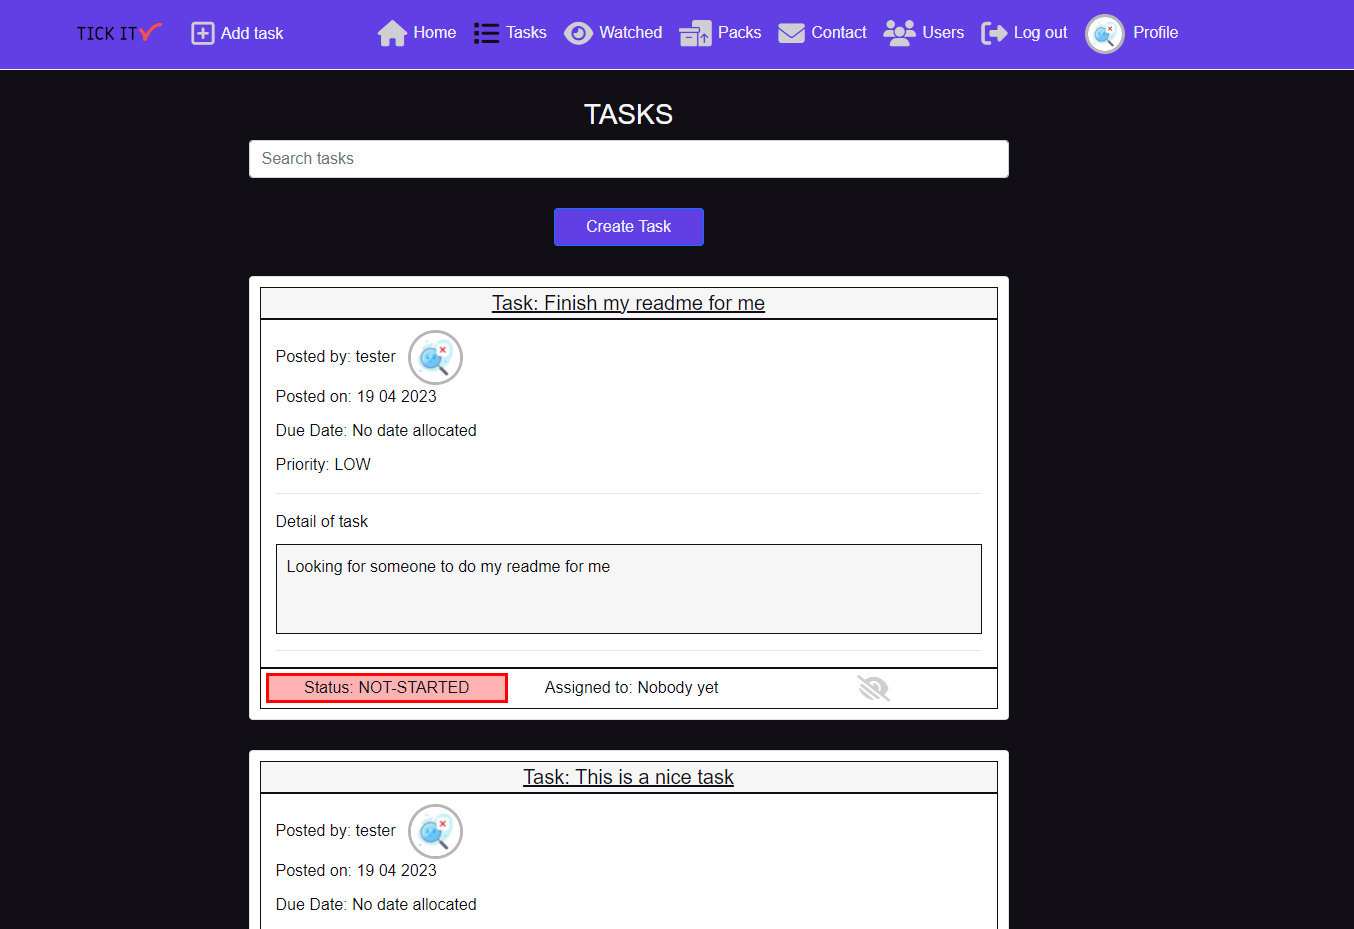 TICK IT Add task Home Tasks Watched Packs Contact Users Log out Profile
TASKS
Search tasks
Create Task
Task: Finish my readme for me
Posted by: tester
Posted on: 19 04 2023
Due Date: No date allocated
Priority: LOW
Detail of task
Looking for someone to do my readme for me
Status: NOT-STARTED Assigned to: Nobody yet
Task: This is a nice task
Posted by: tester
Posted on: 19 04 2023
Due Date: No date allocated